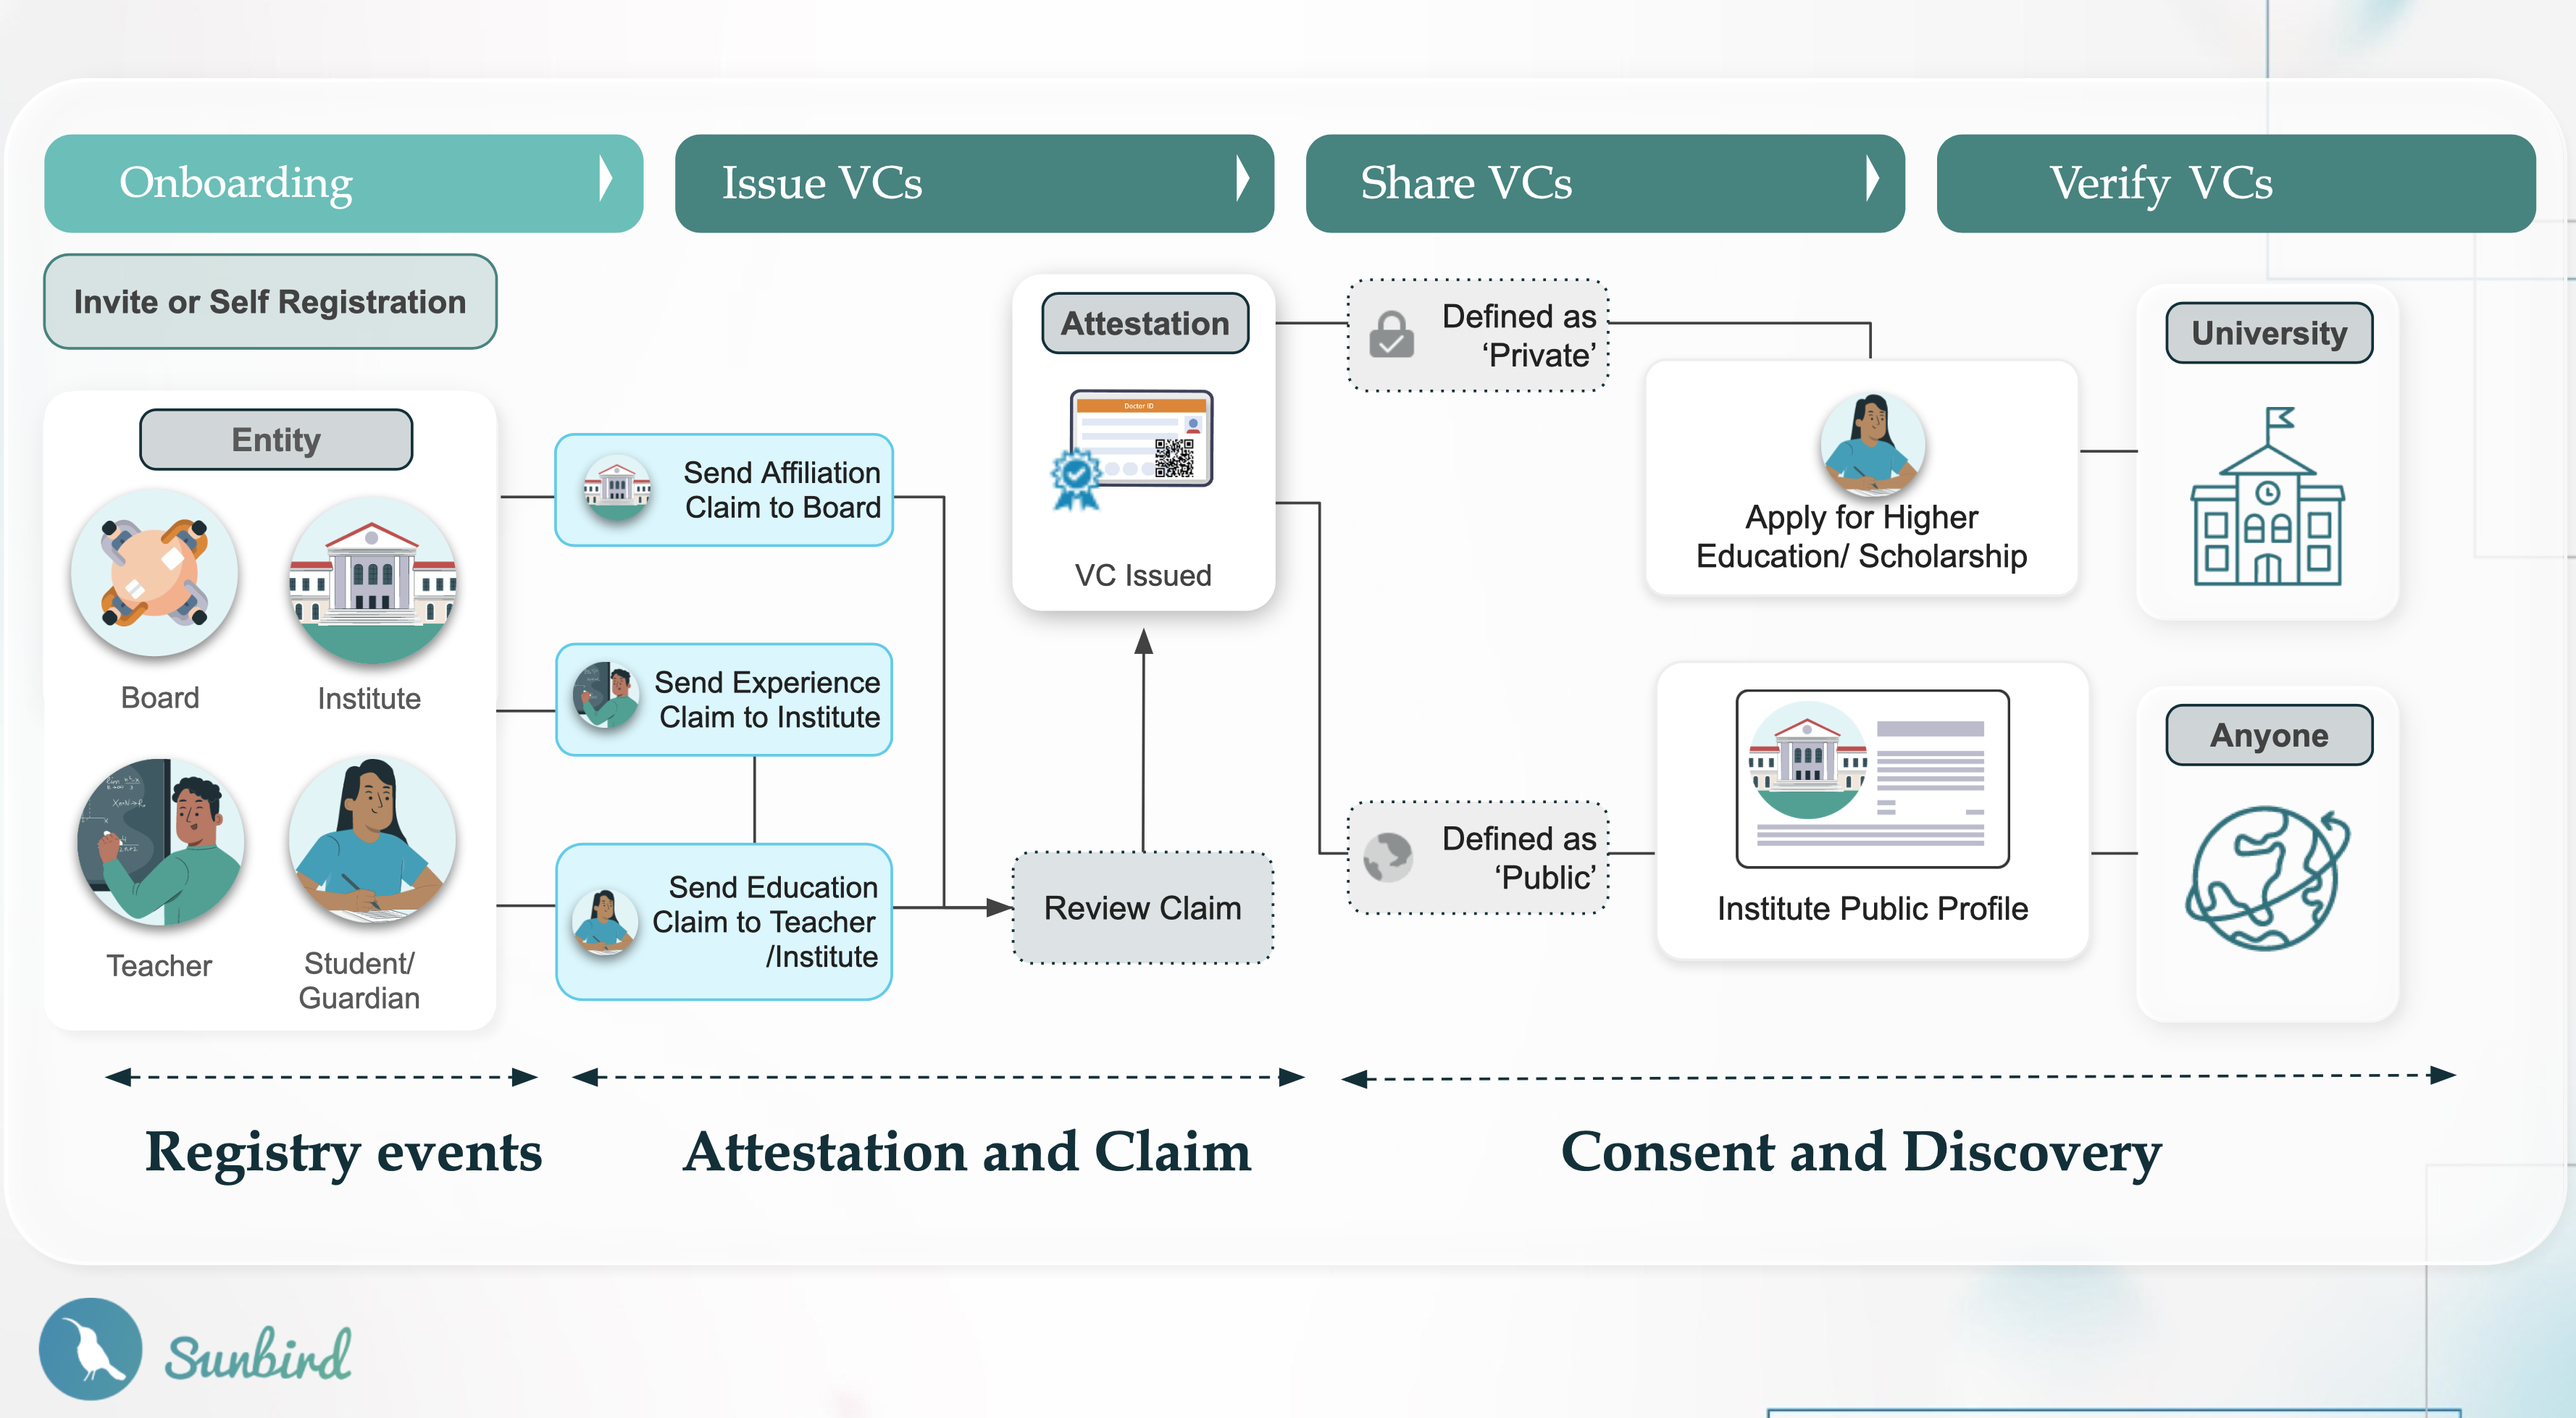 Onboarding
Issue VCs
Share VCs
Verify VCs
Invite or Self Registration
Entity
Board
Institute
Teacher
Student/
Guardian
Send Affiliation
Claim to Board
Send Experience
Claim to Institute
Send Education
Claim to Teacher
/Institute
Attestation
Doctor ID
VC Issued
Review Claim
Defined as
‘Private’
Defined as
‘Public’
Apply for Higher
Education/ Scholarship
Institute Public Profile
University
Anyone
Registry events
Attestation and Claim
Consent and Discovery
Sunbird